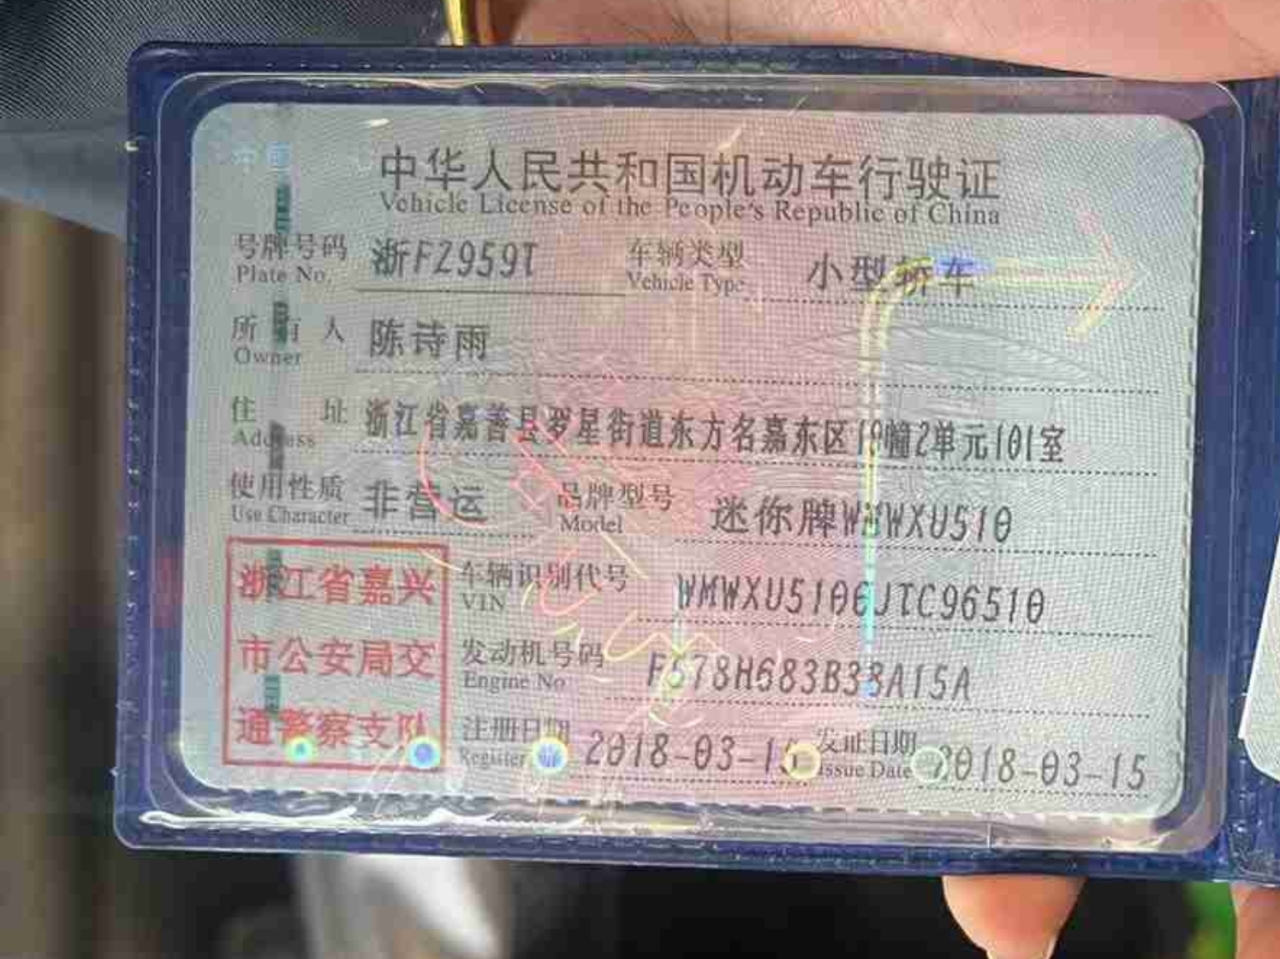 中国
中华人民共和国机动车行驶证
Vehicle License of the People's Republic of China
号牌号码 浙FZ959T 车辆类型 小型轿车
Plate No. Vehicle Type
所有人 陈诗雨
Owner
住址 浙江省嘉善县罗星街道东方名嘉东区18幢2单元101室
Address
使用性质 非营运 品牌型号 迷你牌WMWXU510
Use Character Model
浙江省嘉兴
市公安局交
通警察支队
车辆识别代号 WMWXU5106JTC96510
VIN
发动机号码
Engine No
注册日期 2018-03-15 发证日期 2018-03-15
Register Issue Date